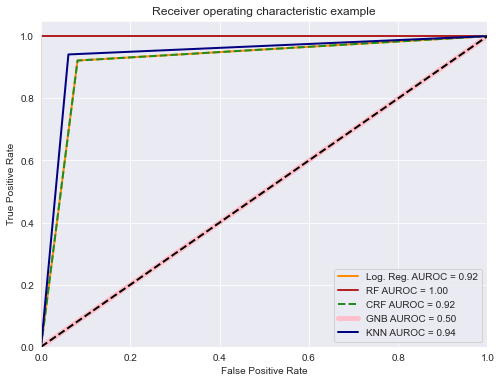 Receiver operating characteristic example
True Positive Rate
1.0
0.8
0.6
0.4
0.2
0.0
Log. Reg. AUROC = 0.92
RF AUROC = 1.00
CRF AUROC = 0.92
GNB AUROC = 0.50
KNN AUROC = 0.94
0.0 0.2 0.4 0.6 0.8 1.0
False Positive Rate